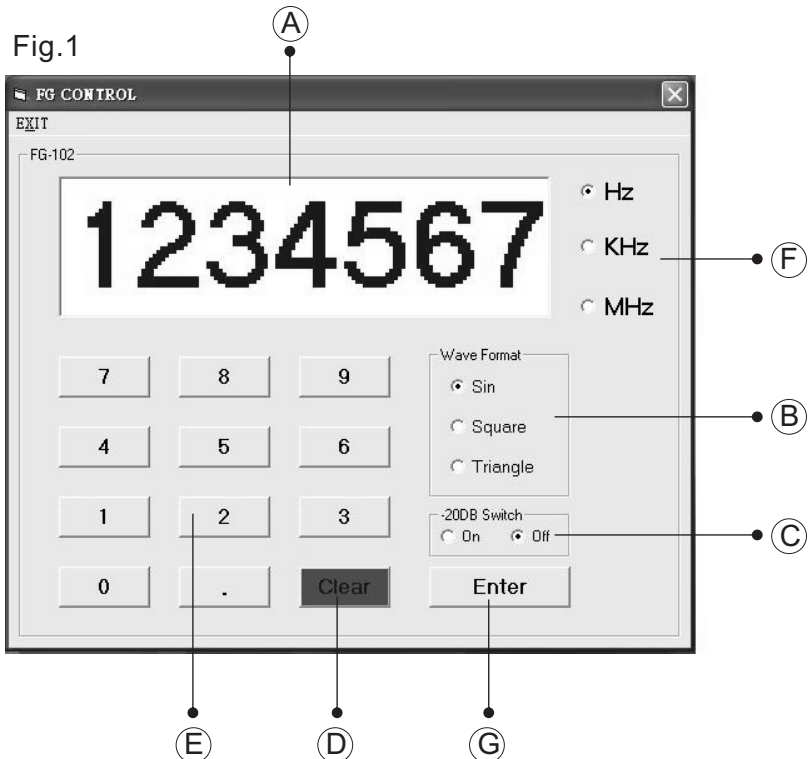 A
Fig.1
FG CONTROL
EXIT
FG-102
1234567
Hz
KHz
MHz
F
7 8 9
4 5 6
1 2 3
0 . Clear
Wave Format
Sin
Square
Triangle
B
-20DB Switch
On Off
C
Enter
E D G